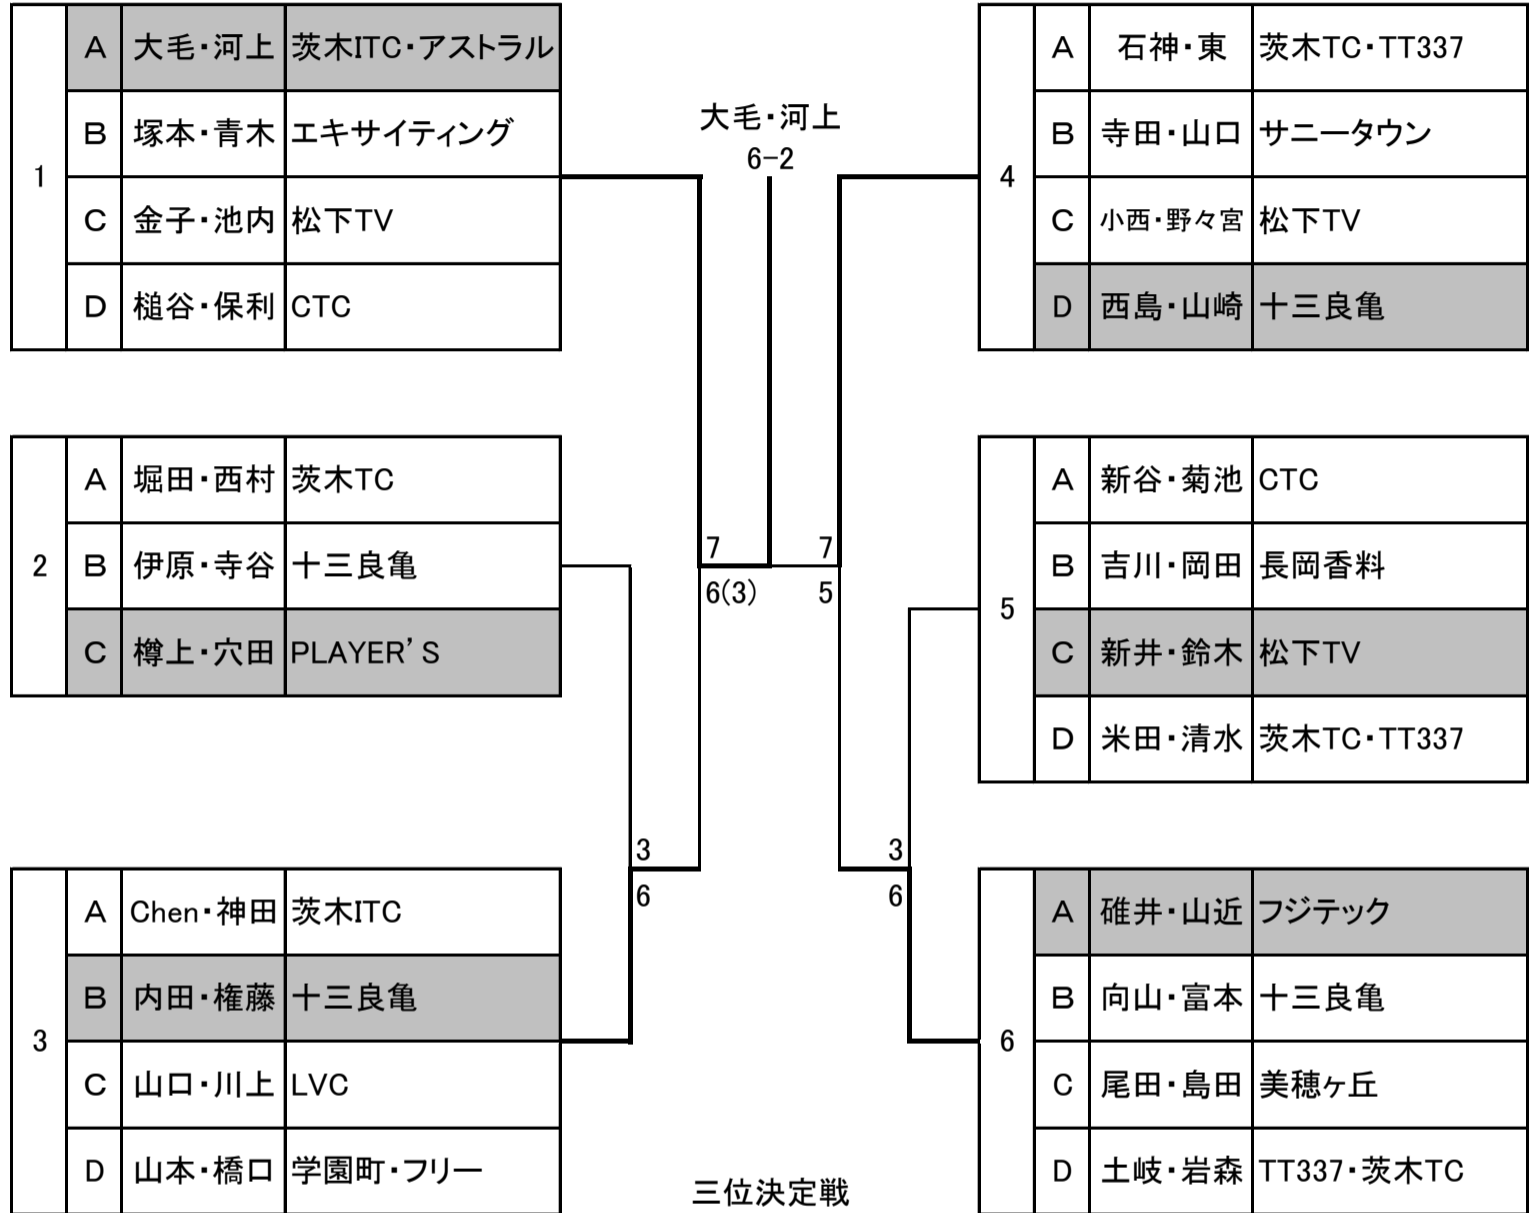 1
A 大毛・河上 茨木ITC・アストラル
B 塚本・青木 エキサイティング
C 金子・池内 松下TV
D 槌谷・保利 CTC
2
A 堀田・西村 茨木TC
B 伊原・寺谷 十三良亀
C 樽上・穴田 PLAYER'S
3
A Chen・神田 茨木ITC
B 内田・権藤 十三良亀
C 山口・川上 LVC
D 山本・橋口 学園町・フリー
大毛・河上
6-2
7 7
6(3) 5
3 3
6 6
三位決定戦
4
A 石神・東 茨木TC・TT337
B 寺田・山口 サニータウン
C 小西・野々宮 松下TV
D 西島・山崎 十三良亀
5
A 新谷・菊池 CTC
B 吉川・岡田 長岡香料
C 新井・鈴木 松下TV
D 米田・清水 茨木TC・TT337
6
A 碓井・山近 フジテック
B 向山・富本 十三良亀
C 尾田・島田 美穂ヶ丘
D 土岐・岩森 TT337・茨木TC